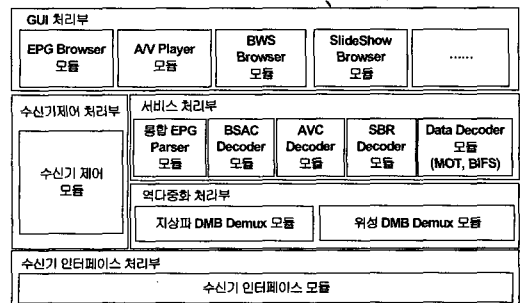 GUI 처리부
EPG Browser
모듈
A/V Player
모듈
BWS
Browser
모듈
SlideShow
Browser
모듈
......
수신기제어 처리부
수신기 제어
모듈
서비스 처리부
통합 EPG
Parser
모듈
BSAC
Decoder
모듈
AVC
Decoder
모듈
SBR
Decoder
모듈
Data Decoder
모듈
(MOT, BIFS)
역다중화 처리부
지상파 DMB Demux 모듈
위성 DMB Demux 모듈
수신기 인터페이스 처리부
수신기 인터페이스 모듈